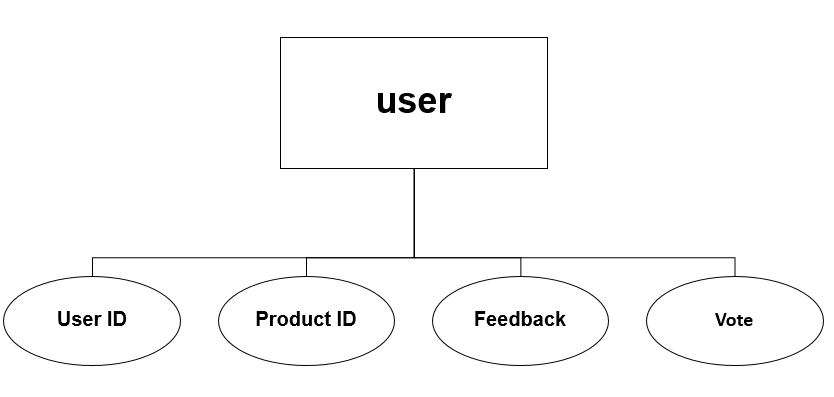 user
User ID
Product ID
Feedback
Vote